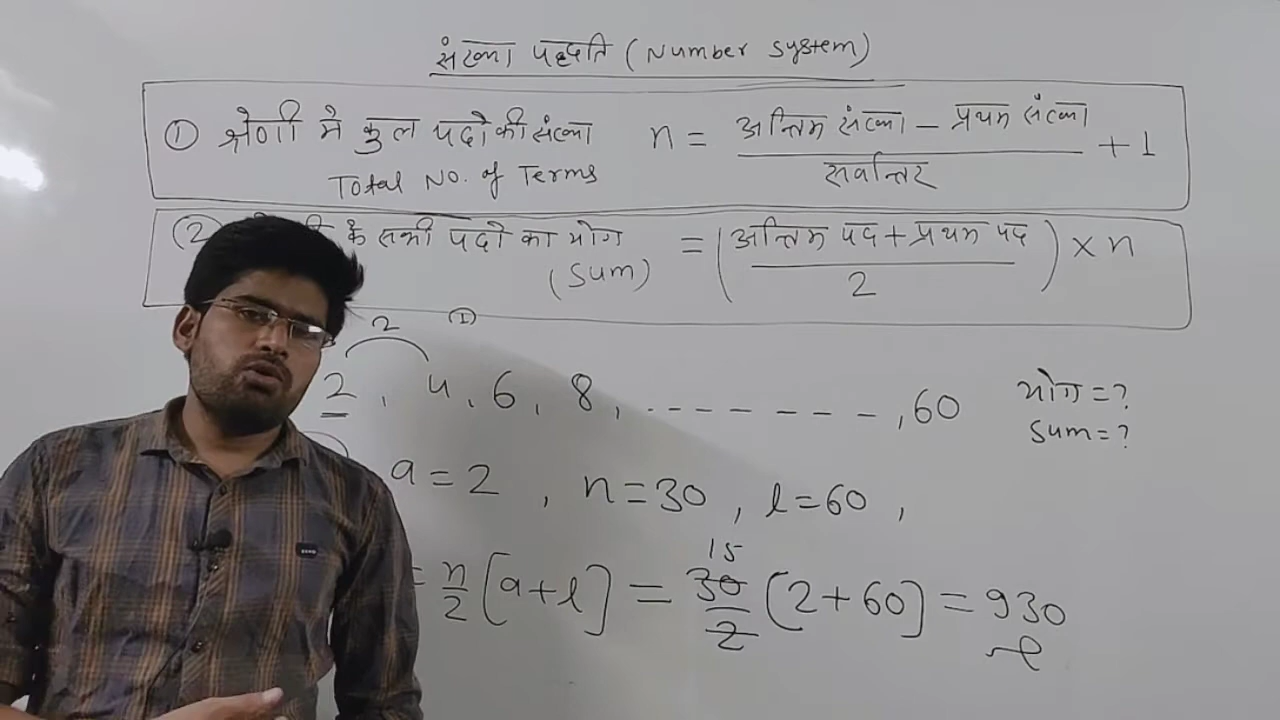 संख्या पद्दति (Number System)
① श्रेणी में कुल पदो की संख्या n = अन्तिम संख्या - प्रथम संख्या / सर्वान्तर + 1
Total No. of Terms
(2) के सभी पदो का योग = (अन्तिम पद + प्रथम पद / 2) × n
(Sum)
2 (1)
2, 4, 6, 8, - - - - - - -, 60 योग = ?
Sum = ?
a = 2, n = 30, l = 60,
15
= n/2 [a+l] = 30/2 (2+60] = 930